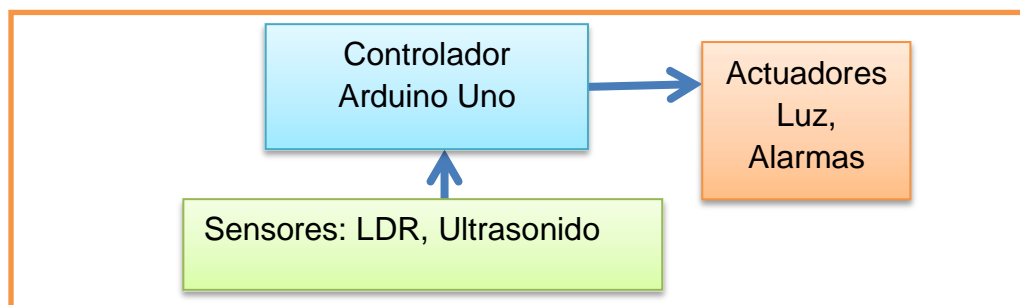 Controlador
Arduino Uno
Actuadores
Luz,
Alarmas
Sensores: LDR, Ultrasonido